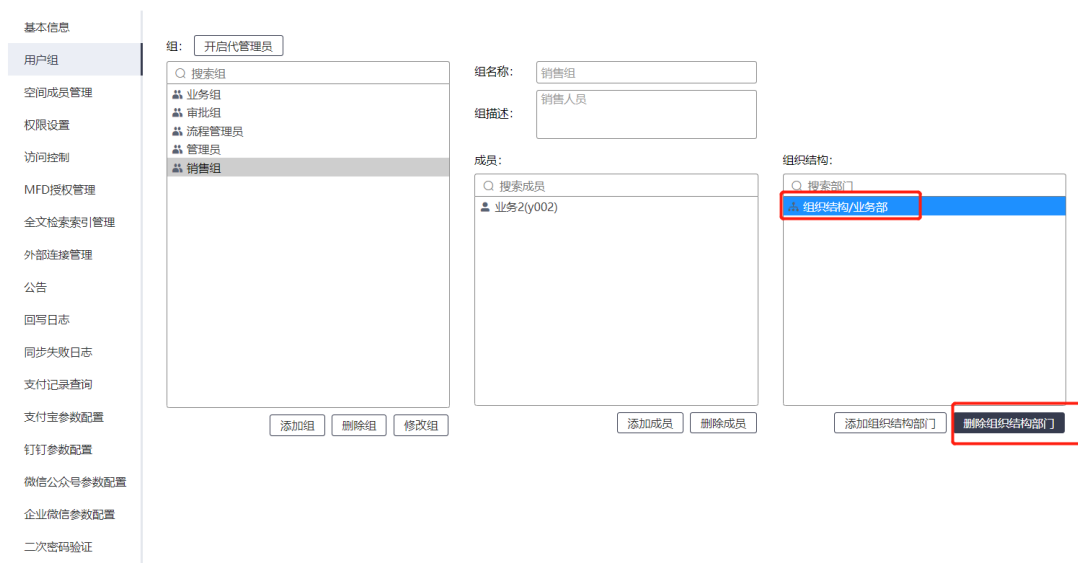 基本信息
用户组
空间成员管理
权限设置
访问控制
MFD授权管理
全文检索索引管理
外部连接管理
公告
回写日志
同步失败日志
支付记录查询
支付宝参数配置
钉钉参数配置
微信公众号参数配置
企业微信参数配置
二次密码验证
组： 开启代管理员
搜索组
业务组
审批组
流程管理员
管理员
销售组
添加组 删除组 修改组
组名称： 销售组
组描述： 销售人员
成员：
搜索成员
业务2(y002)
添加成员 删除成员
组织结构：
搜索部门
组织结构/业务部
添加组织结构部门 删除组织结构部门